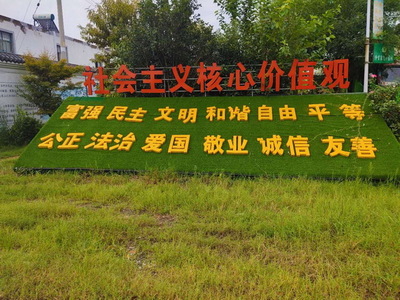 社会主义核心价值观
富强 民主 文明 和谐 自由 平等
公正 法治 爱国 敬业 诚信 友善